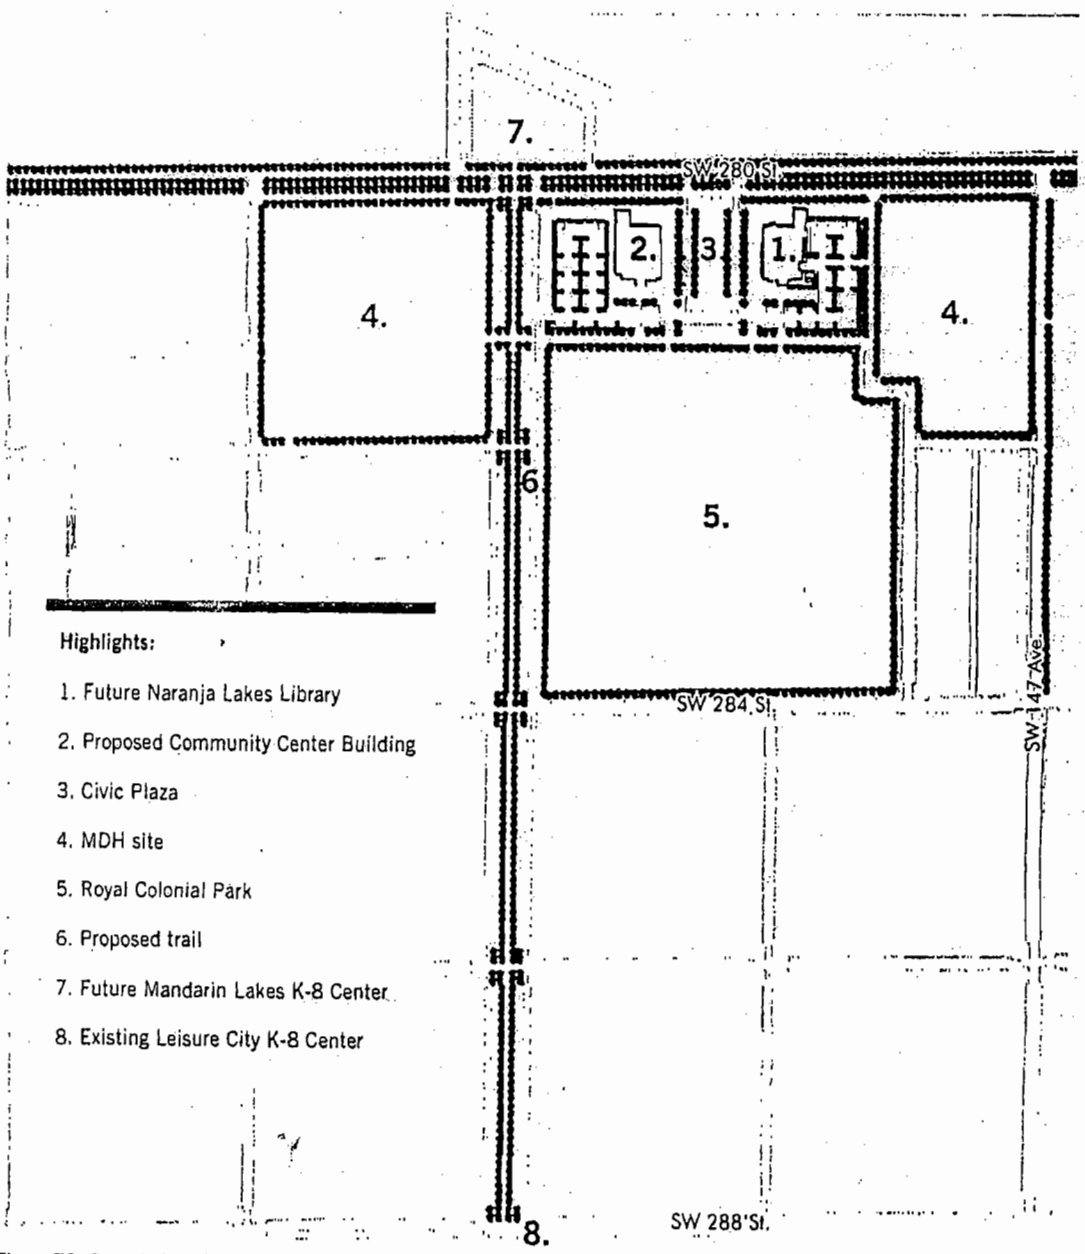 7.
SW 280 St.
2.
3.
1.
4.
4.
6
5.
Highlights:
1. Future Naranja Lakes Library
SW 284 St.
2. Proposed Community Center Building
SW 147 Ave.
3. Civic Plaza
4. MDH site
5. Royal Colonial Park
6. Proposed trail
7. Future Mandarin Lakes K-8 Center
8. Existing Leisure City K-8 Center
SW 288 St.
8.